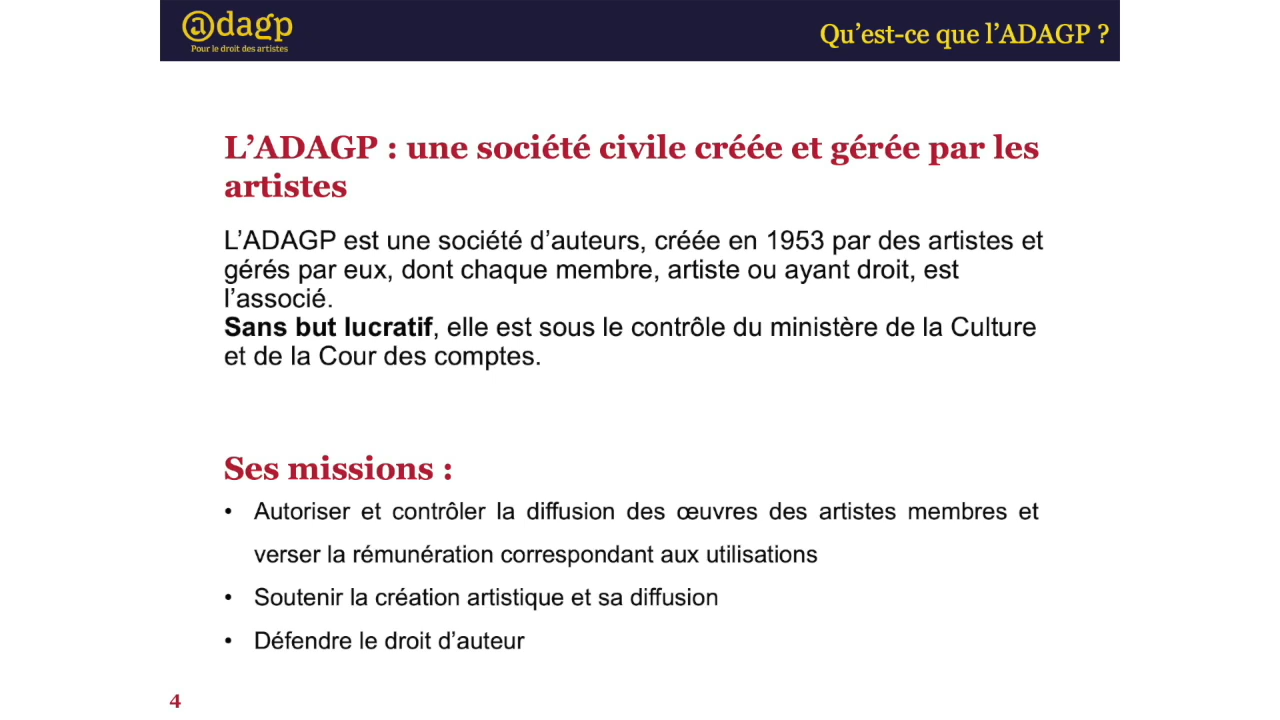 @dagp
Pour le droit des artistes
Qu’est-ce que l’ADAGP ?
L’ADAGP : une société civile créée et gérée par les
artistes
L’ADAGP est une société d’auteurs, créée en 1953 par des artistes et
gérés par eux, dont chaque membre, artiste ou ayant droit, est
l’associé.
Sans but lucratif, elle est sous le contrôle du ministère de la Culture
et de la Cour des comptes.
Ses missions :
• Autoriser et contrôler la diffusion des œuvres des artistes membres et
verser la rémunération correspondant aux utilisations
• Soutenir la création artistique et sa diffusion
• Défendre le droit d’auteur
4